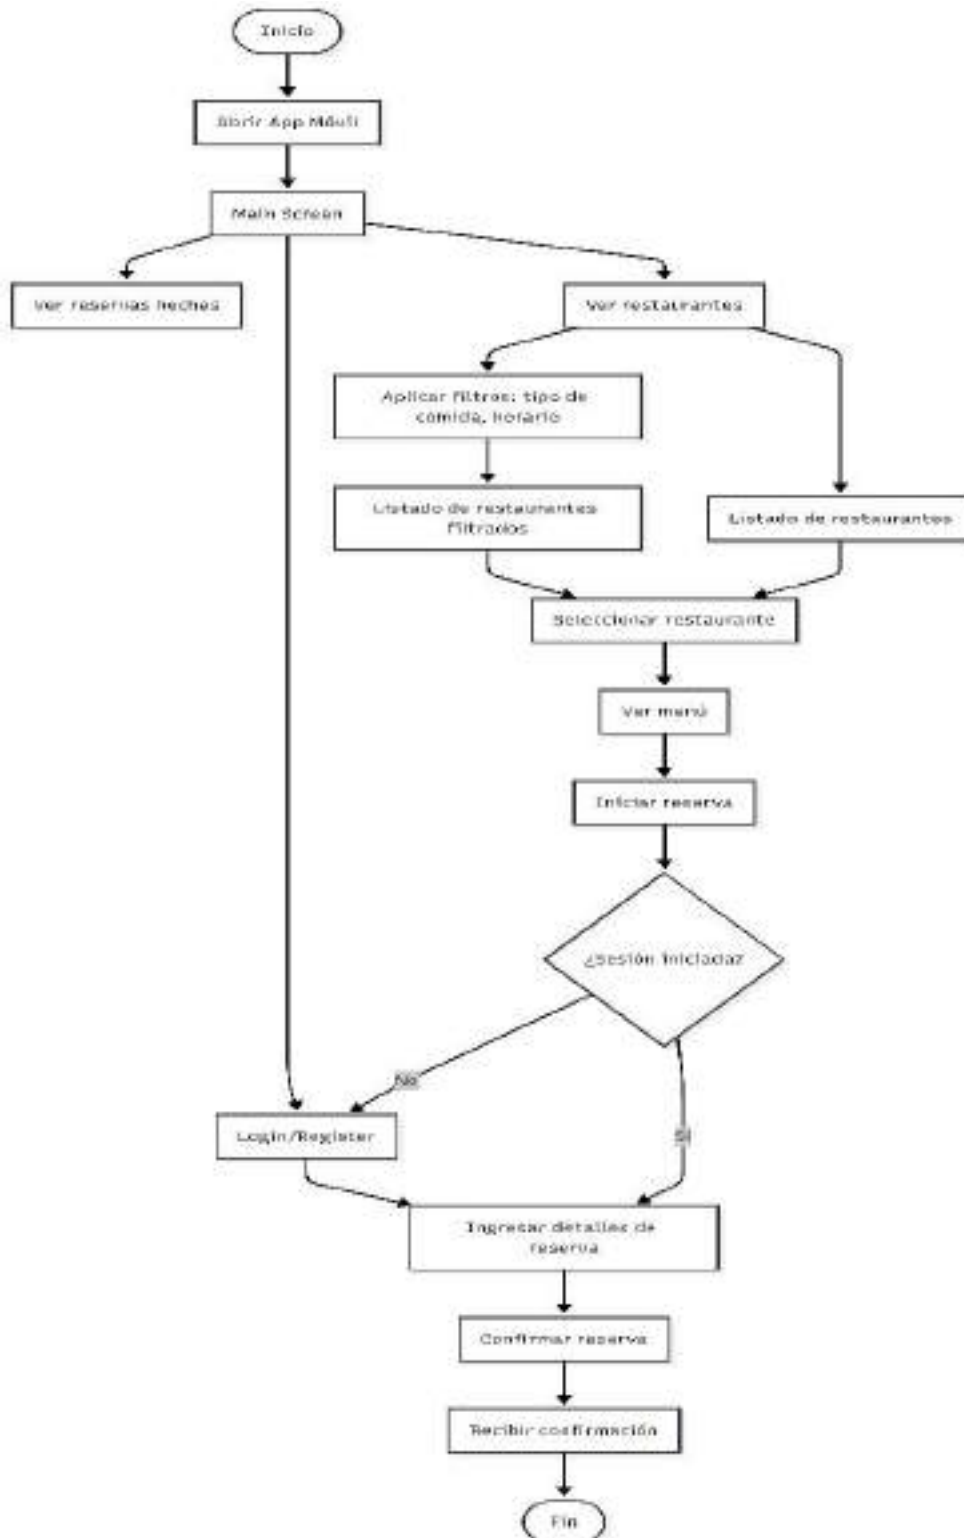 Inicio
Abrir App Móvil
Main Screen
Ver reservas hechas
Ver restaurantes
Aplicar filtros: tipo de
comida, horario
Listado de restaurantes
filtrados
Listado de restaurantes
Seleccionar restaurante
Ver menú
Iniciar reserva
¿Sesión iniciada?
No
Sí
Login/Register
Ingresar detalles de
reserva
Confirmar reserva
Recibir confirmación
Fin